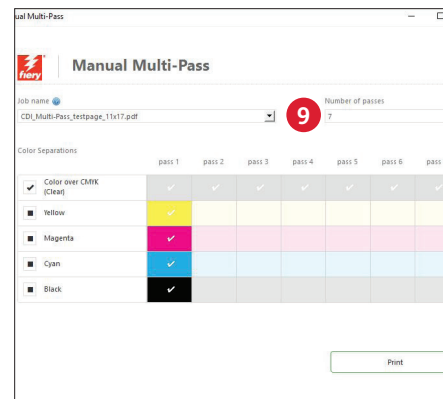 ual Multi-Pass
fiery
Manual Multi-Pass
Job name
Number of passes
CDI_Multi-Pass_testpage_11x17.pdf
9
7
Color Separations
pass 1 pass 2 pass 3 pass 4 pass 5 pass 6 pass
Color over CMYK
(Clear)
Yellow
Magenta
Cyan
Black
Print